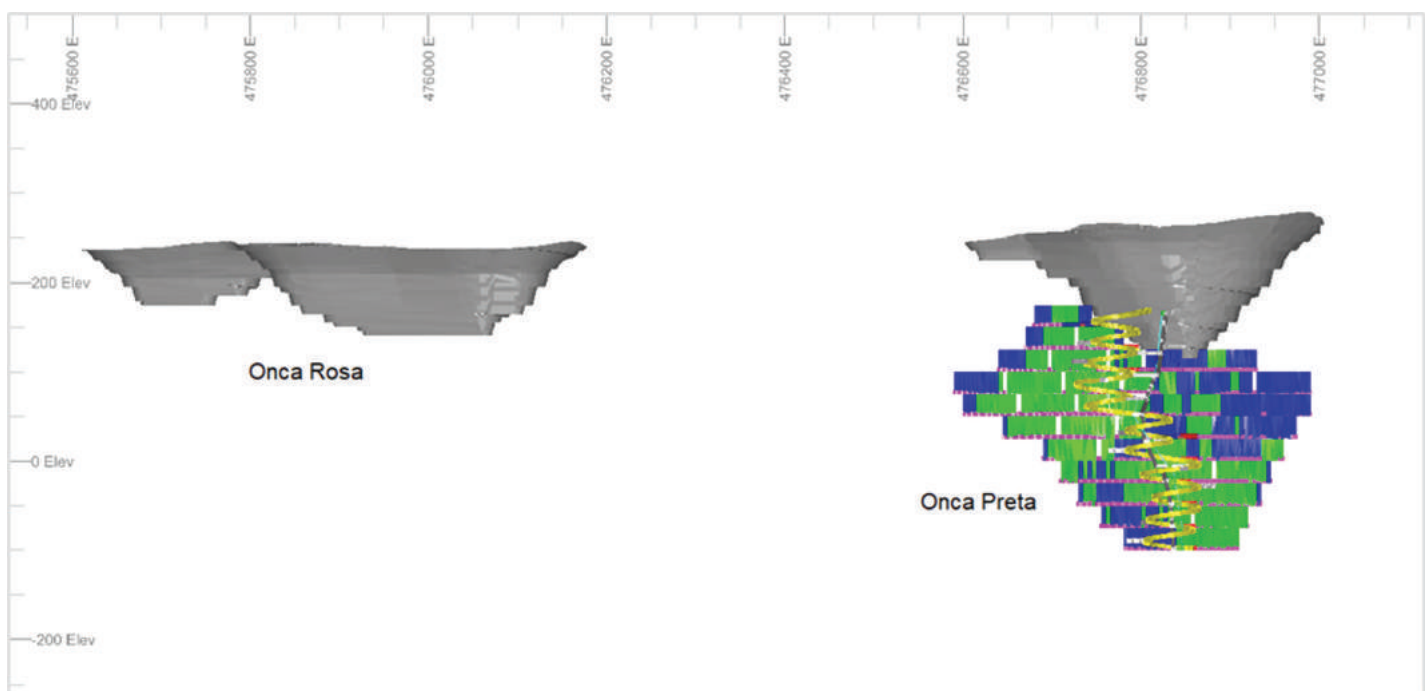 475600 E
475800 E
476000 E
476200 E
476400 E
476600 E
476800 E
477000 E
400 Elev
200 Elev
Onca Rosa
0 Elev
Onca Preta
-200 Elev